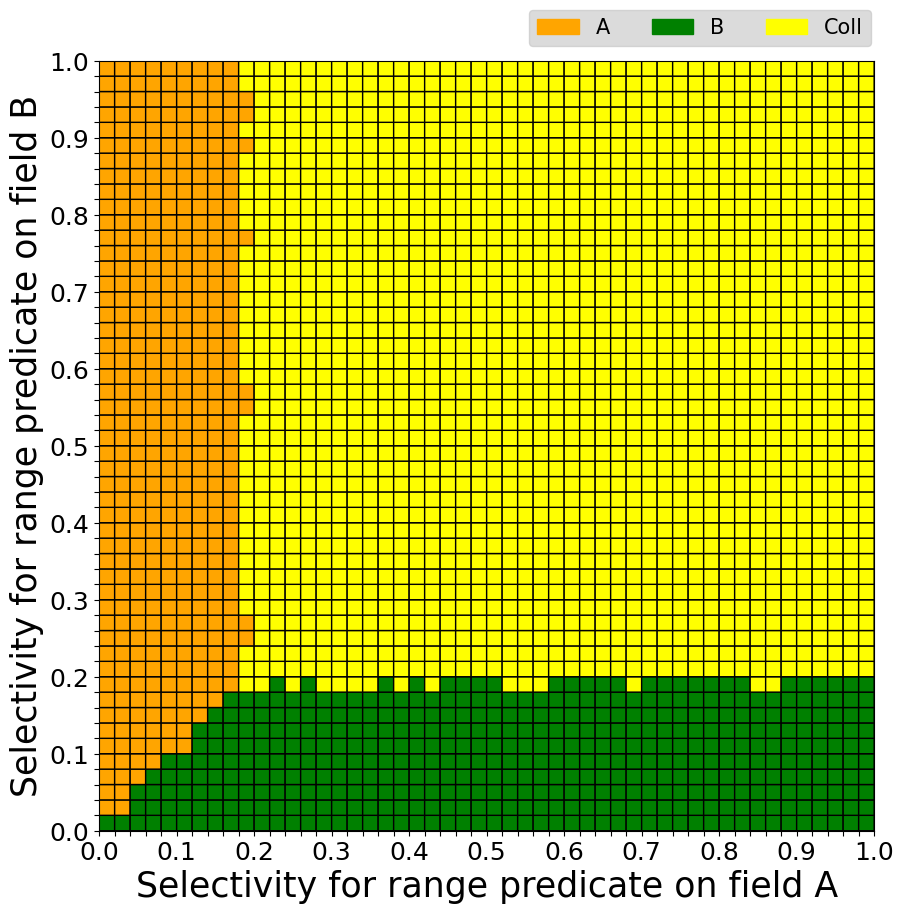 A B Coll
1.0
0.9
0.8
0.7
0.6
0.5
0.4
0.3
0.2
0.1
0.0
Selectivity for range predicate on field B
0.0 0.1 0.2 0.3 0.4 0.5 0.6 0.7 0.8 0.9 1.0
Selectivity for range predicate on field A